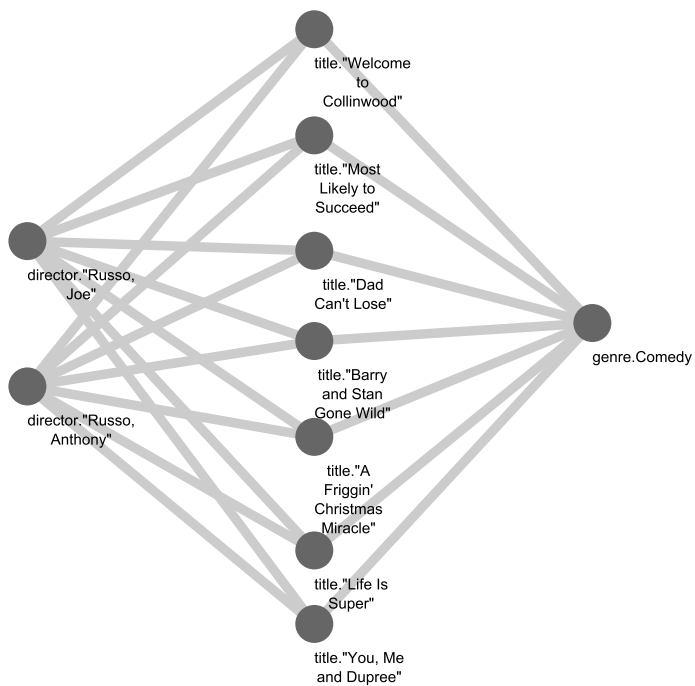 title."Welcome
to
Collinwood"
title."Most
Likely to
Succeed"
director."Russo,
Joe"
title."Dad
Can't Lose"
genre.Comedy
title."Barry
and Stan
Gone Wild"
director."Russo,
Anthony"
title."A
Friggin'
Christmas
Miracle"
title."Life Is
Super"
title."You, Me
and Dupree"